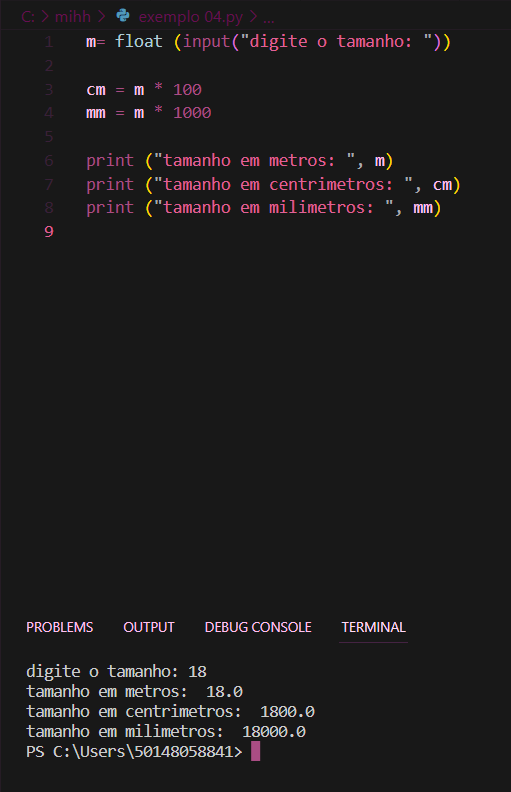 C: > mihh > exemplo 04.py > ...
1 m= float (input("digite o tamanho: "))
2
3 cm = m * 100
4 mm = m * 1000
5
6 print ("tamanho em metros: ", m)
7 print ("tamanho em centrimetros: ", cm)
8 print ("tamanho em milimetros: ", mm)
9
PROBLEMS OUTPUT DEBUG CONSOLE TERMINAL
digite o tamanho: 18
tamanho em metros:  18.0
tamanho em centrimetros:  1800.0
tamanho em milimetros:  18000.0
PS C:\Users\50148058841>